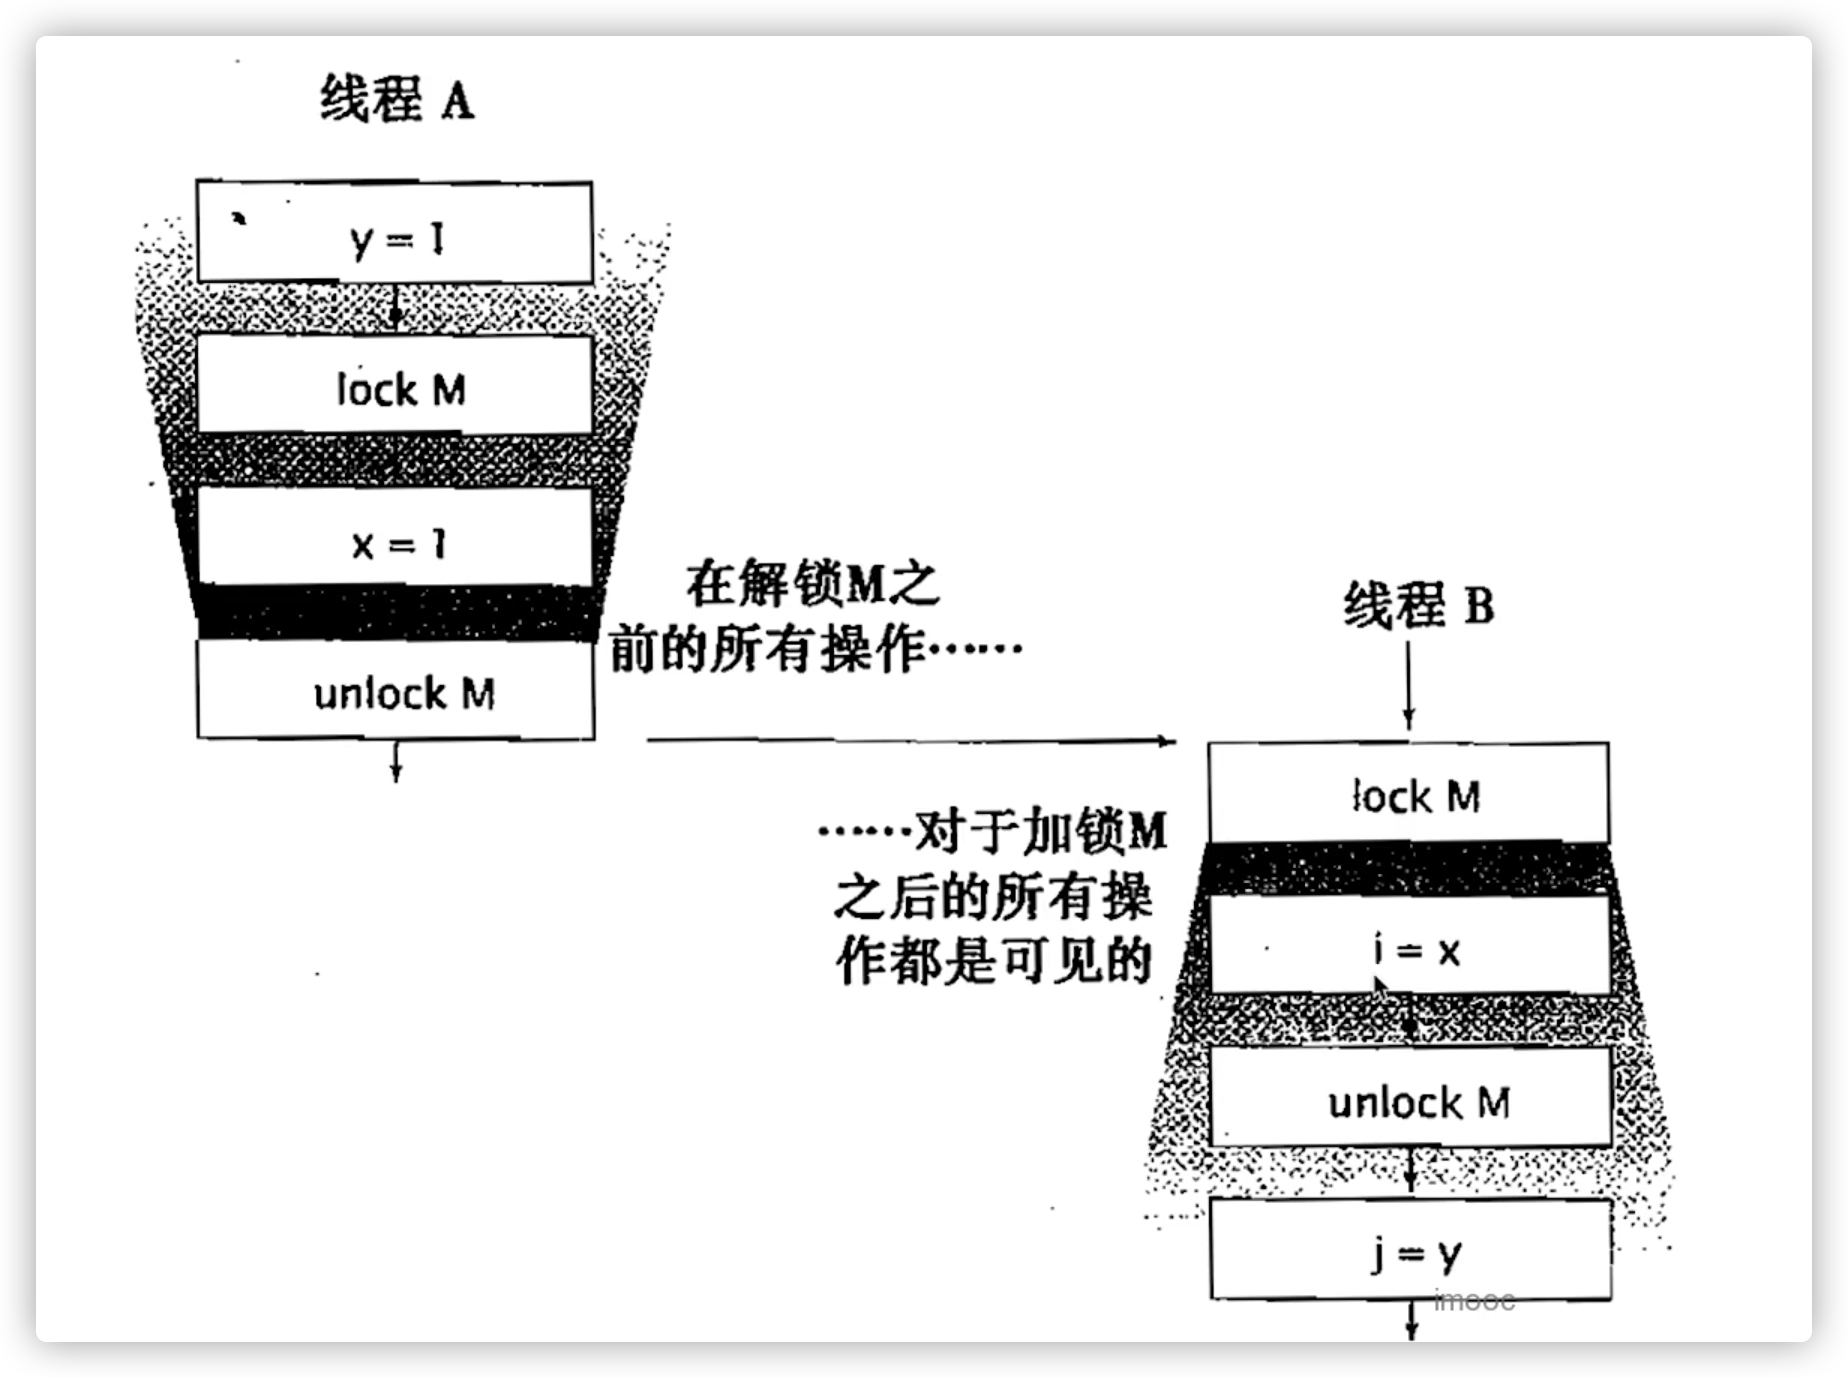 线程 A
y = 1
lock M
x = 1
unlock M
在解锁M之
前的所有操作……
线程 B
……对于加锁M
之后的所有操
作都是可见的
lock M
i = x
unlock M
j = y
imooc